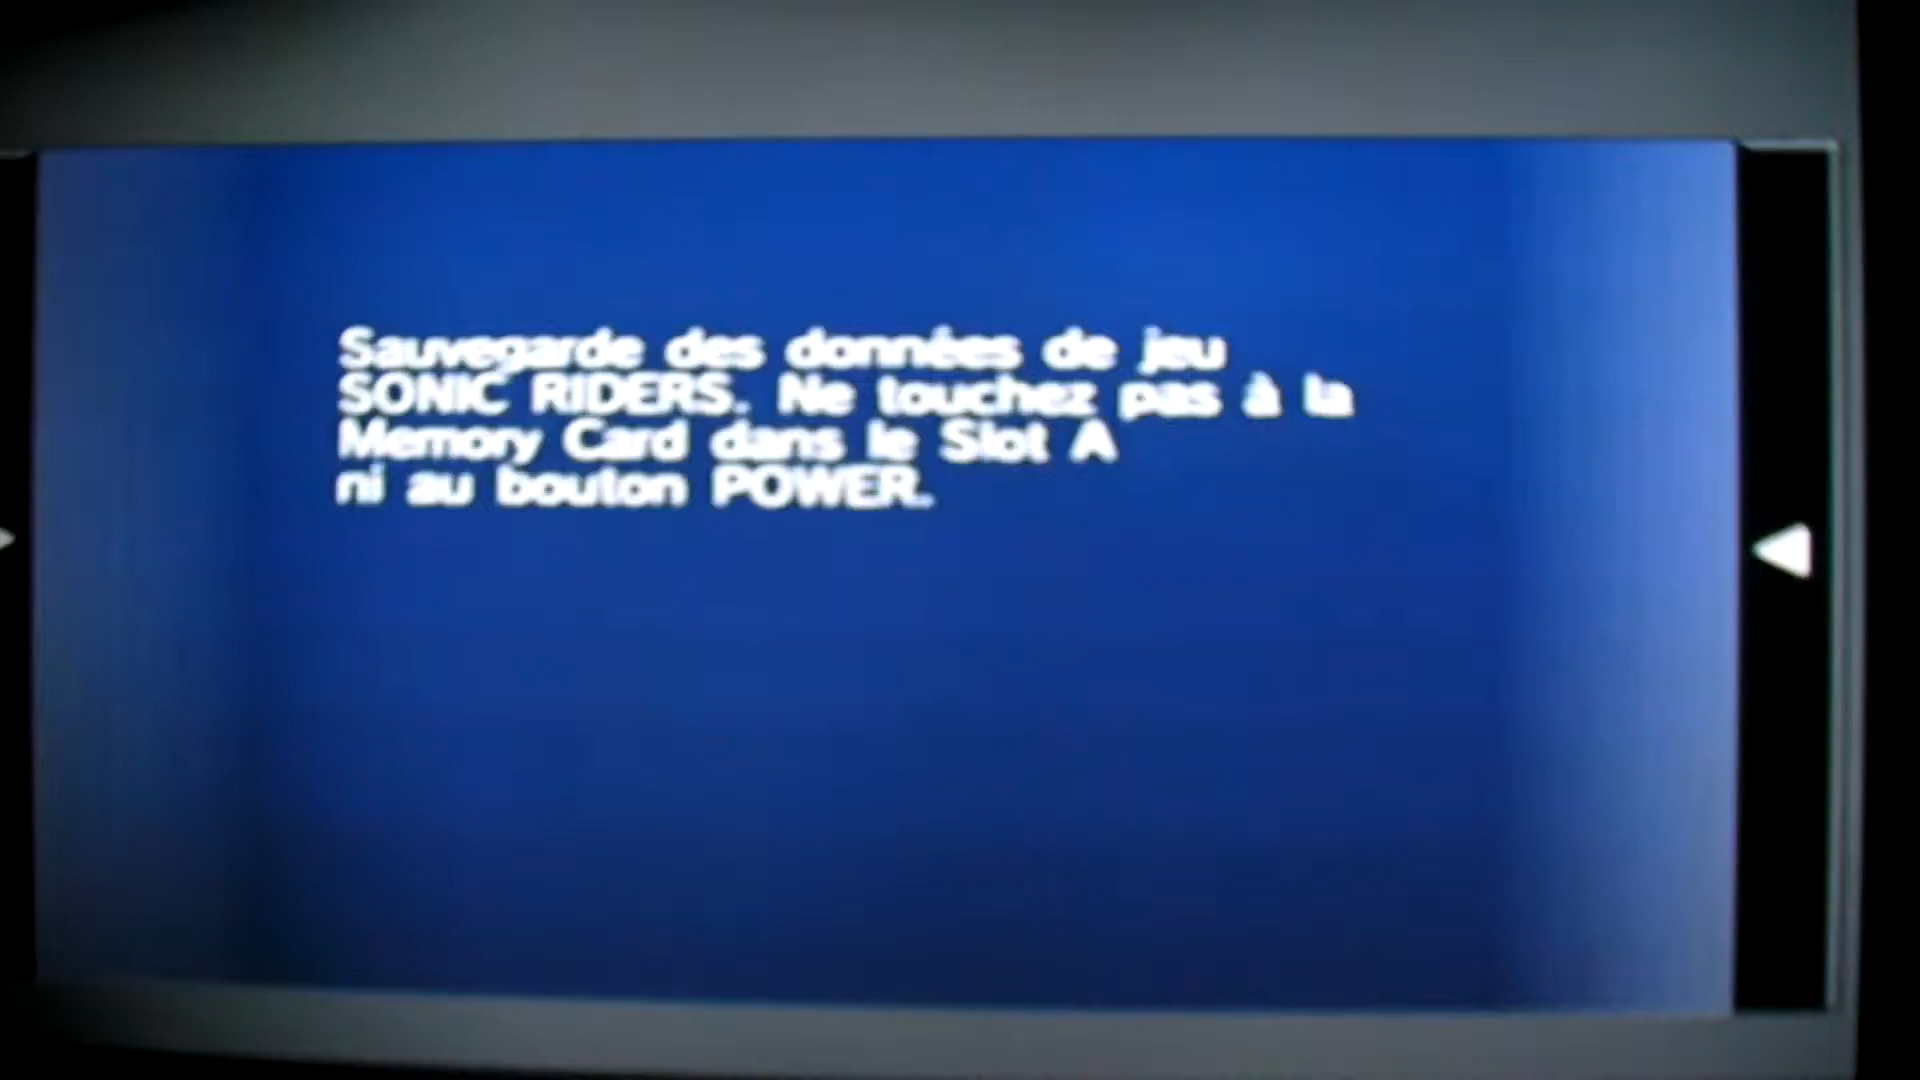 Sauvegarde des données de jeu
SONIC RIDERS. Ne touchez pas à la
Memory Card dans le Slot A
ni au bouton POWER.